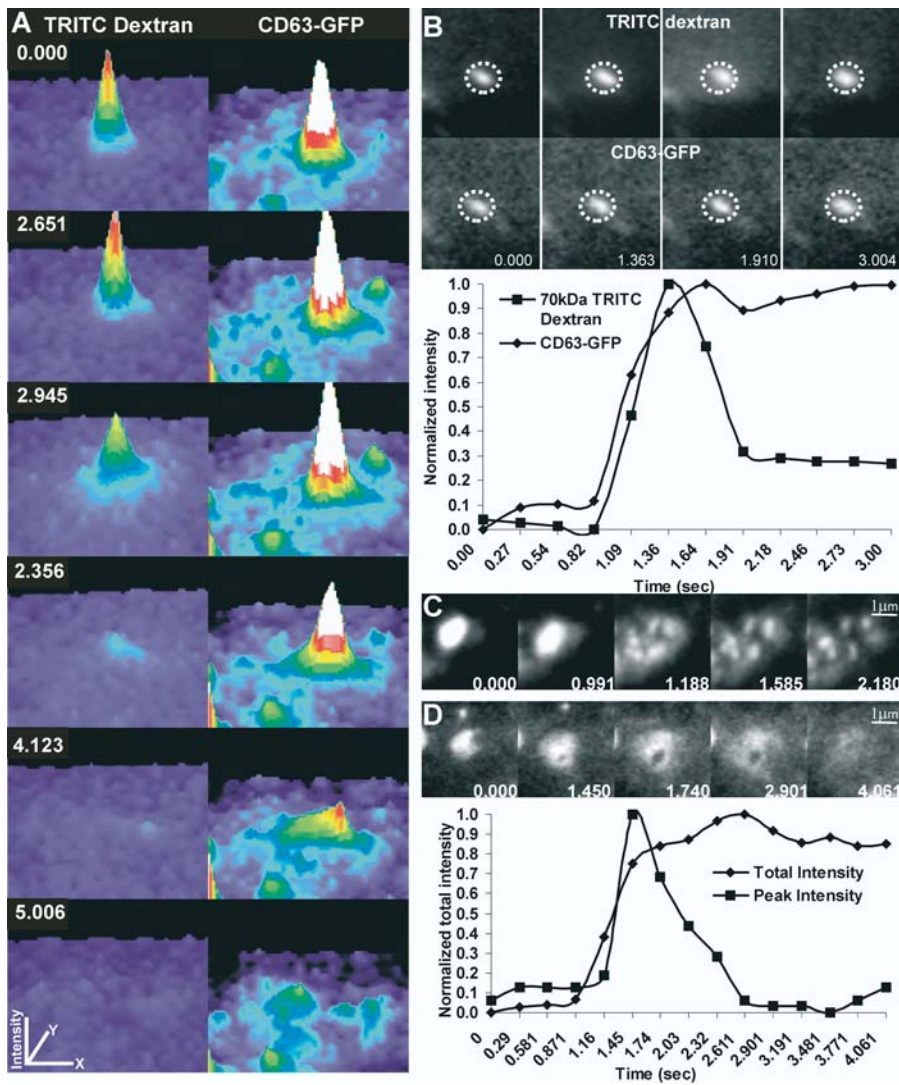 A
TRITC Dextran CD63-GFP
0.000
2.651
2.945
2.356
4.123
5.006
Intensity
Y
X
B
TRITC dextran
CD63-GFP
0.000 1.363 1.910 3.004
Normalized intensity
1.0
0.9
0.8
0.7
0.6
0.5
0.4
0.3
0.2
0.1
0.0
70kDa TRITC
Dextran
CD63-GFP
0.00 0.27 0.54 0.82 1.09 1.36 1.64 1.91 2.18 2.46 2.73 3.00
Time (sec)
C
1µm
0.000 0.991 1.188 1.585 2.180
D
1µm
0.000 1.450 1.740 2.901 4.061
Normalized total intensity
1.0
0.9
0.8
0.7
0.6
0.5
0.4
0.3
0.2
0.1
0.0
Total Intensity
Peak Intensity
0 0.29 0.581 0.871 1.16 1.45 1.74 2.03 2.32 2.611 2.901 3.191 3.481 3.771 4.061
Time (sec)